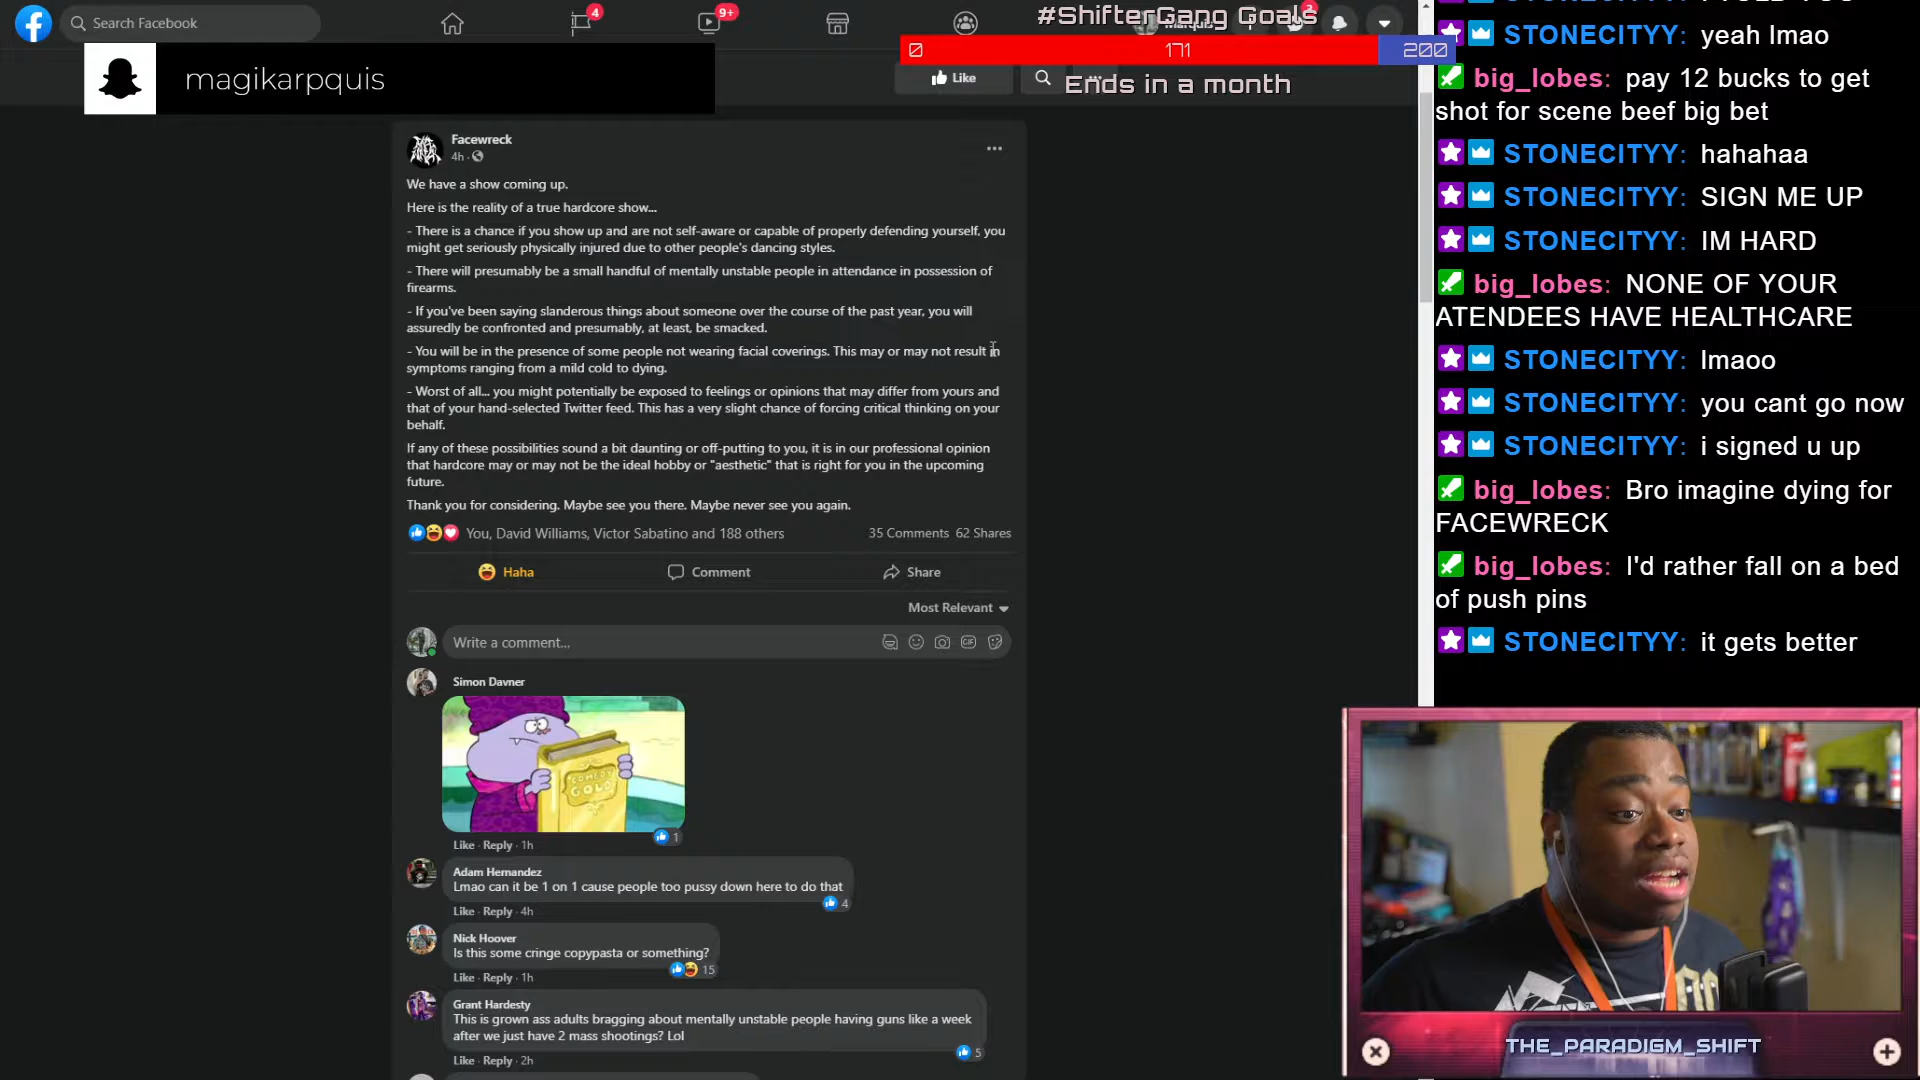 Search Facebook
4
9+
#ShifterGang Goals
0
171
200
Ends in a month
magikarpquis
Like
Facewreck
4h
We have a show coming up.
Here is the reality of a true hardcore show...
- There is a chance if you show up and are not self-aware or capable of properly defending yourself, you
might get seriously physically injured due to other people's dancing styles.
- There will presumably be a small handful of mentally unstable people in attendance in possession of
firearms.
- If you've been saying slanderous things about someone over the course of the past year, you will
assuredly be confronted and presumably, at least, be smacked.
- You will be in the presence of some people not wearing facial coverings. This may or may not result in
symptoms ranging from a mild cold to dying.
- Worst of all... you might potentially be exposed to feelings or opinions that may differ from yours and
that of your hand-selected Twitter feed. This has a very slight chance of forcing critical thinking on your
behalf.
If any of these possibilities sound a bit daunting or off-putting to you, it is in our professional opinion
that hardcore may or may not be the ideal hobby or "aesthetic" that is right for you in the upcoming
future.
Thank you for considering. Maybe see you there. Maybe never see you again.
You, David Williams, Victor Sabatino and 188 others
35 Comments 62 Shares
Haha
Comment
Share
Most Relevant
Write a comment...
GIF
Simon Davner
COMEDY
GOLD
1
Like · Reply · 1h
Adam Hernandez
Lmao can it be 1 on 1 cause people too pussy down here to do that
4
Like · Reply · 4h
Nick Hoover
Is this some cringe copypasta or something?
15
Like · Reply · 1h
Grant Hardesty
This is grown ass adults bragging about mentally unstable people having guns like a week
after we just have 2 mass shootings? Lol
5
Like · Reply · 2h
STONECITYY: yeah lmao
big_lobes: pay 12 bucks to get
shot for scene beef big bet
STONECITYY: hahahaa
STONECITYY: SIGN ME UP
STONECITYY: IM HARD
big_lobes: NONE OF YOUR
ATENDEES HAVE HEALTHCARE
STONECITYY: lmaoo
STONECITYY: you cant go now
STONECITYY: i signed u up
big_lobes: Bro imagine dying for
FACEWRECK
big_lobes: I'd rather fall on a bed
of push pins
STONECITYY: it gets better
THE_PARADIGM_SHIFT